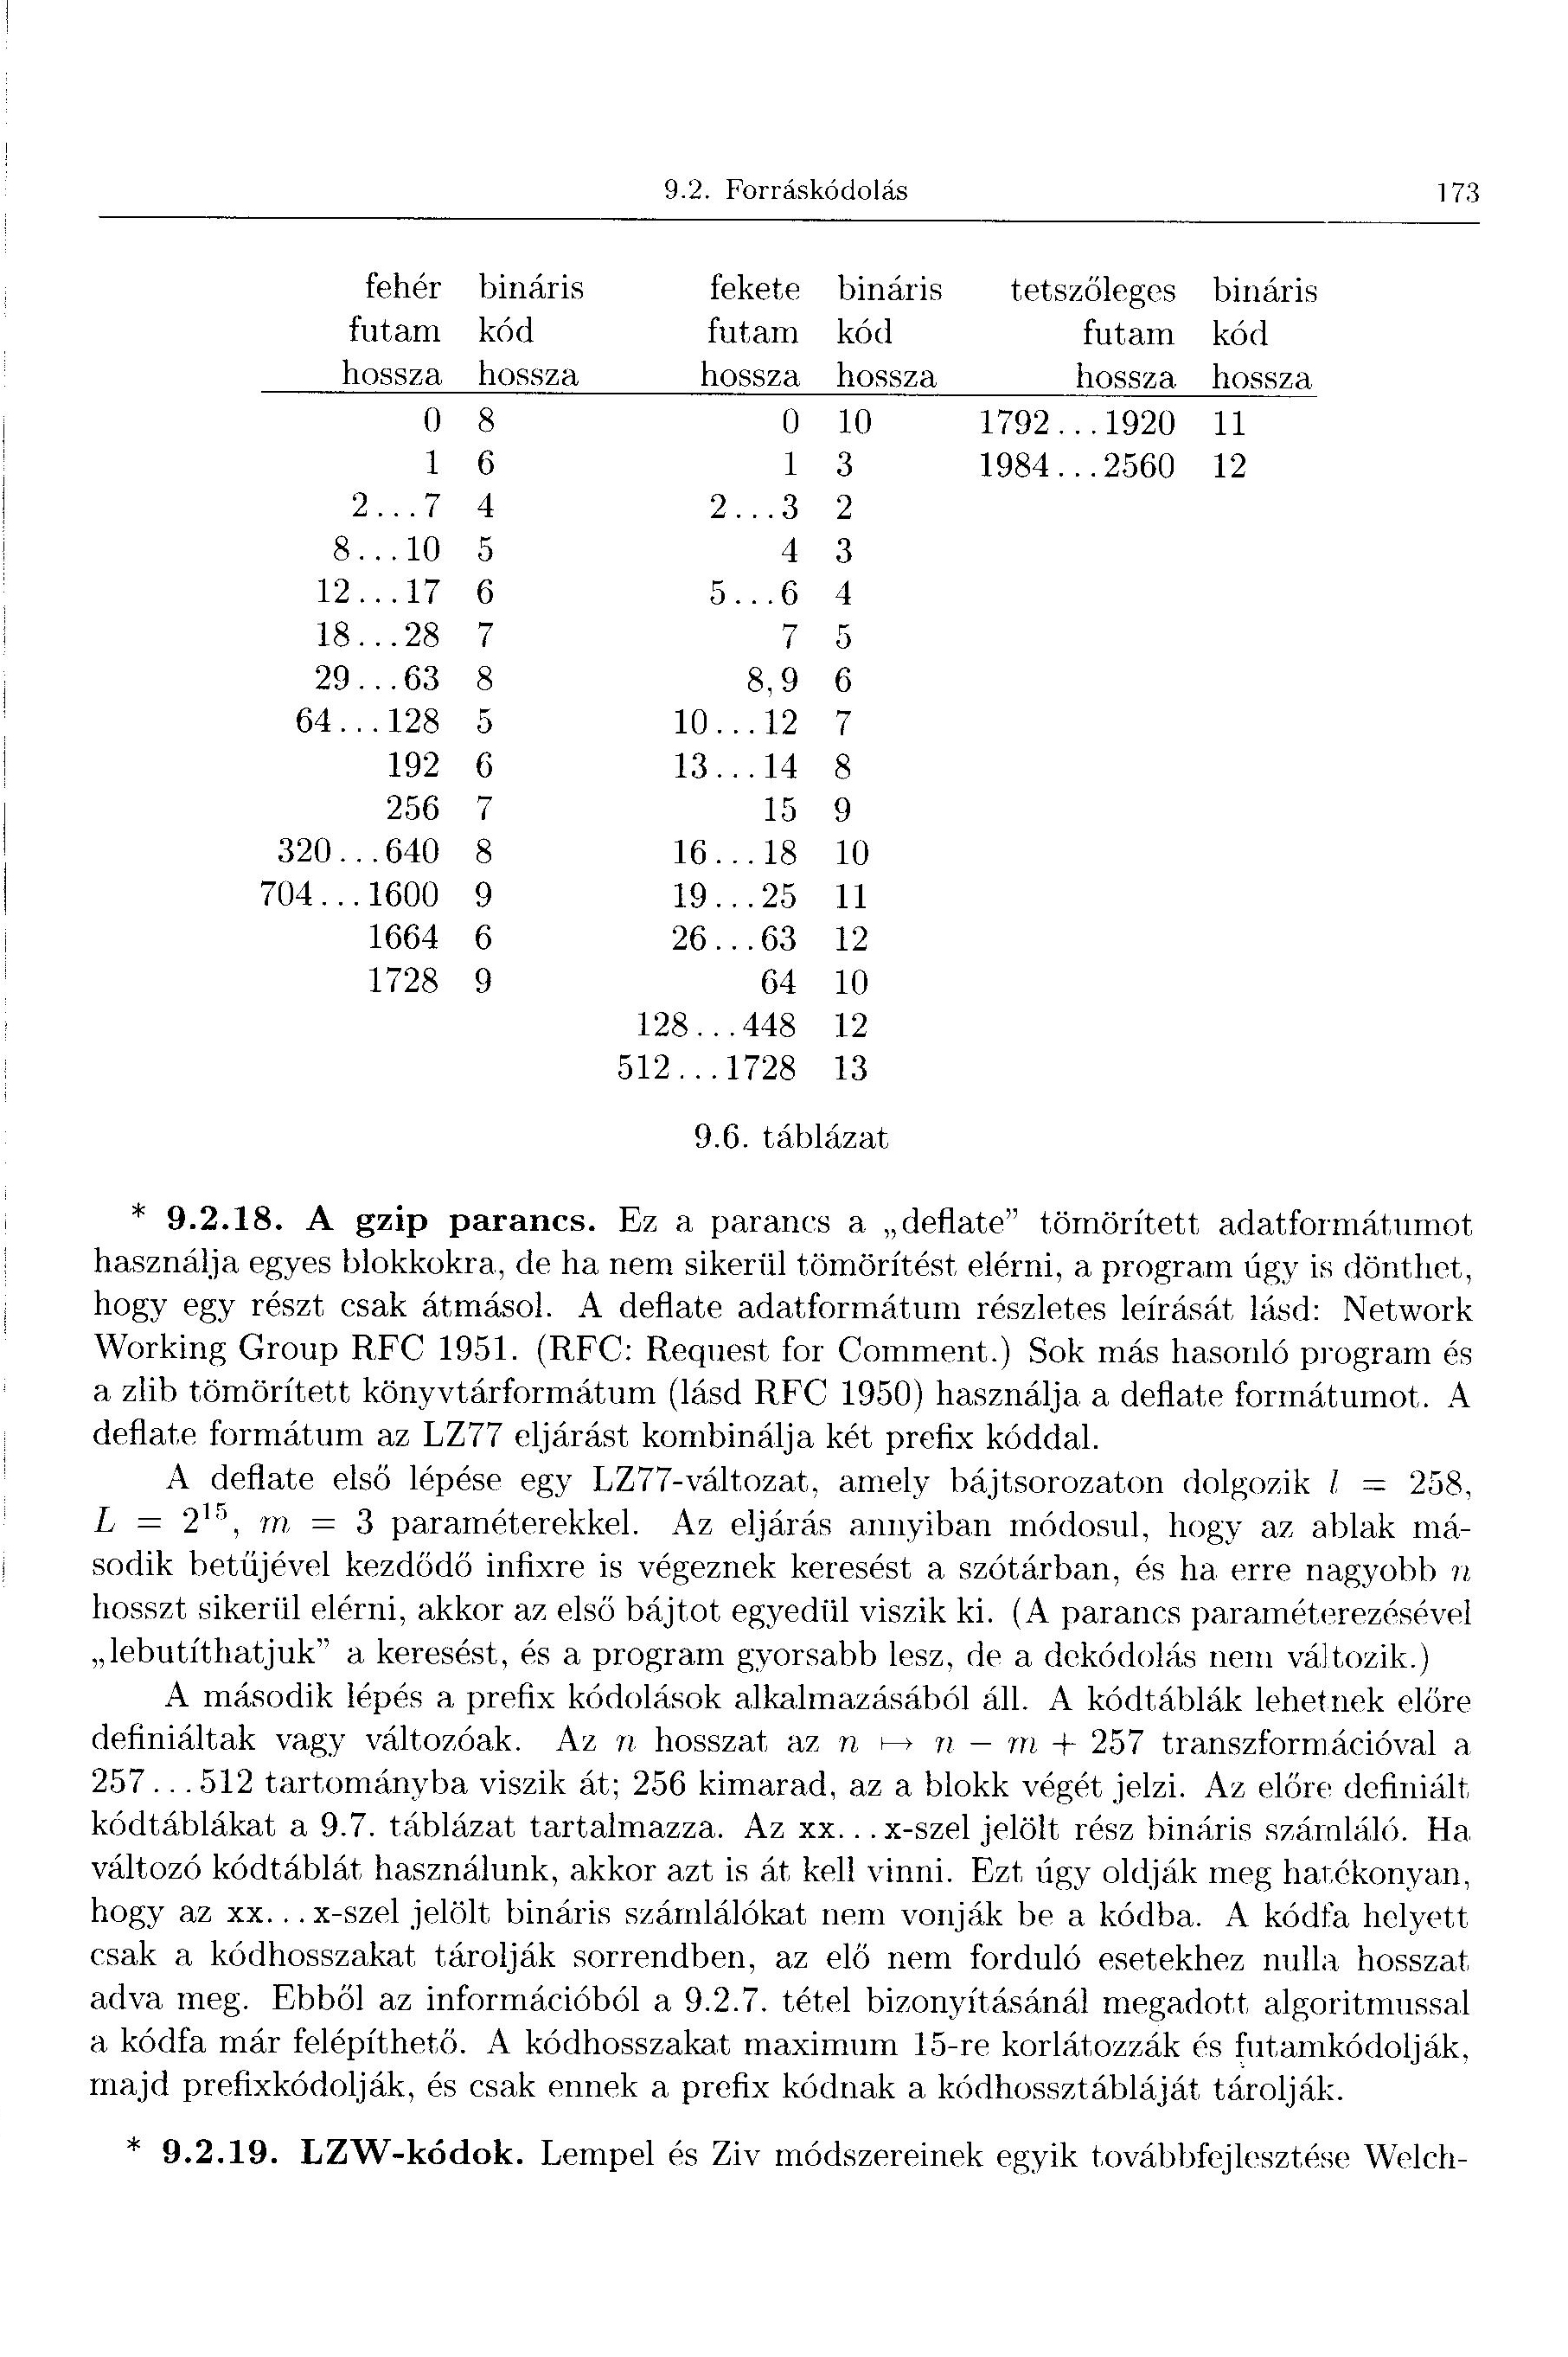 9.2. Forráskódolás 173
fehér bináris fekete bináris tetszőleges bináris
futam kód futam kód futam kód
hossza hossza hossza hossza hossza hossza
0 8 0 10 1792...1920 11
1 6 1 3 1984...2560 12
2...7 4 2...3 2
8...10 5 4 3
12...17 6 5...6 4
18...28 7 7 5
29...63 8 8,9 6
64...128 5 10...12 7
192 6 13...14 8
256 7 15 9
320...640 8 16...18 10
704...1600 9 19...25 11
1664 6 26...63 12
1728 9 64 10
128...448 12
512...1728 13
9.6. táblázat
* 9.2.18. A gzip parancs. Ez a parancs a „deflate” tömörített adatformátumot
használja egyes blokkokra, de ha nem sikerül tömörítést elérni, a program úgy is dönthet,
hogy egy részt csak átmásol. A deflate adatformátum részletes leírását lásd: Network
Working Group RFC 1951. (RFC: Request for Comment.) Sok más hasonló program és
a zlib tömörített könyvtárformátum (lásd RFC 1950) használja a deflate formátumot. A
deflate formátum az LZ77 eljárást kombinálja két prefix kóddal.
A deflate első lépése egy LZ77-változat, amely bájtsorozaton dolgozik l = 258,
L = 2¹⁵, m = 3 paraméterekkel. Az eljárás annyiban módosul, hogy az ablak má-
sodik betűjével kezdődő infixre is végeznek keresést a szótárban, és ha erre nagyobb n
hosszt sikerül elérni, akkor az első bájtot egyedül viszik ki. (A parancs paraméterezésével
„lebutíthatjuk” a keresést, és a program gyorsabb lesz, de a dekódolás nem változik.)
A második lépés a prefix kódolások alkalmazásából áll. A kódtáblák lehetnek előre
definiáltak vagy változóak. Az n hosszat az n ↦ n − m + 257 transzformációval a
257...512 tartományba viszik át; 256 kimarad, az a blokk végét jelzi. Az előre definiált
kódtáblákat a 9.7. táblázat tartalmazza. Az xx...x-szel jelölt rész bináris számláló. Ha
változó kódtáblát használunk, akkor azt is át kell vinni. Ezt úgy oldják meg hatékonyan,
hogy az xx...x-szel jelölt bináris számlálókat nem vonják be a kódba. A kódfa helyett
csak a kódhosszakat tárolják sorrendben, az elő nem forduló esetekhez nulla hosszat
adva meg. Ebből az információból a 9.2.7. tétel bizonyításánál megadott algoritmussal
a kódfa már felépíthető. A kódhosszakat maximum 15-re korlátozzák és futamkódolják,
majd prefixkódolják, és csak ennek a prefix kódnak a kódhossztábláját tárolják.
* 9.2.19. LZW-kódok. Lempel és Ziv módszereinek egyik továbbfejlesztése Welch-